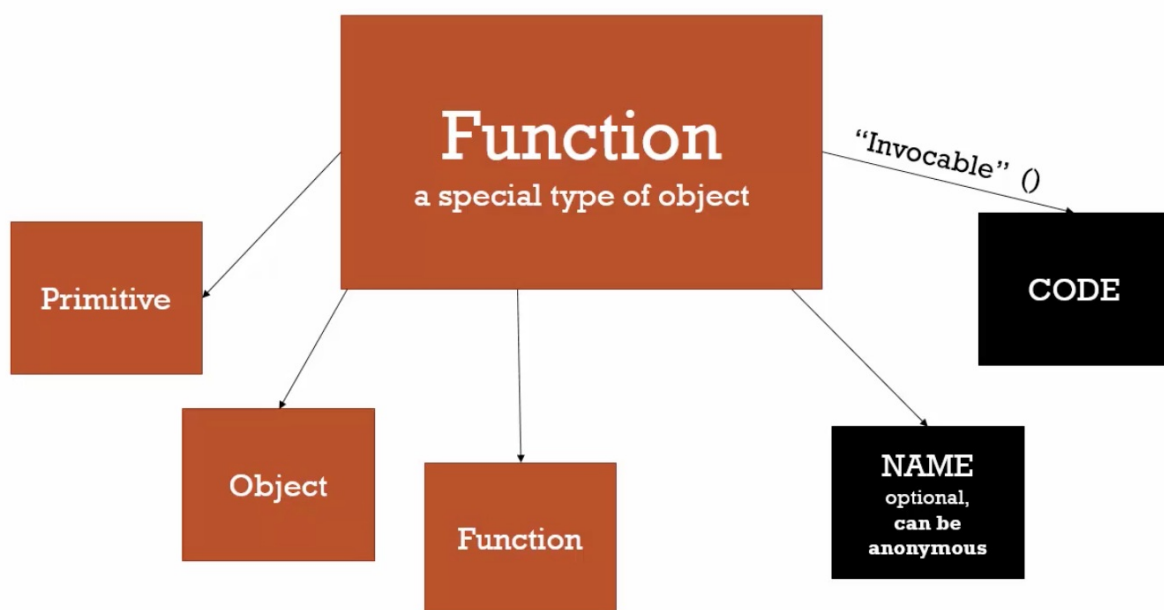 Function
a special type of object
“Invocable” ()
Primitive
CODE
Object
Function
NAME
optional,
can be
anonymous